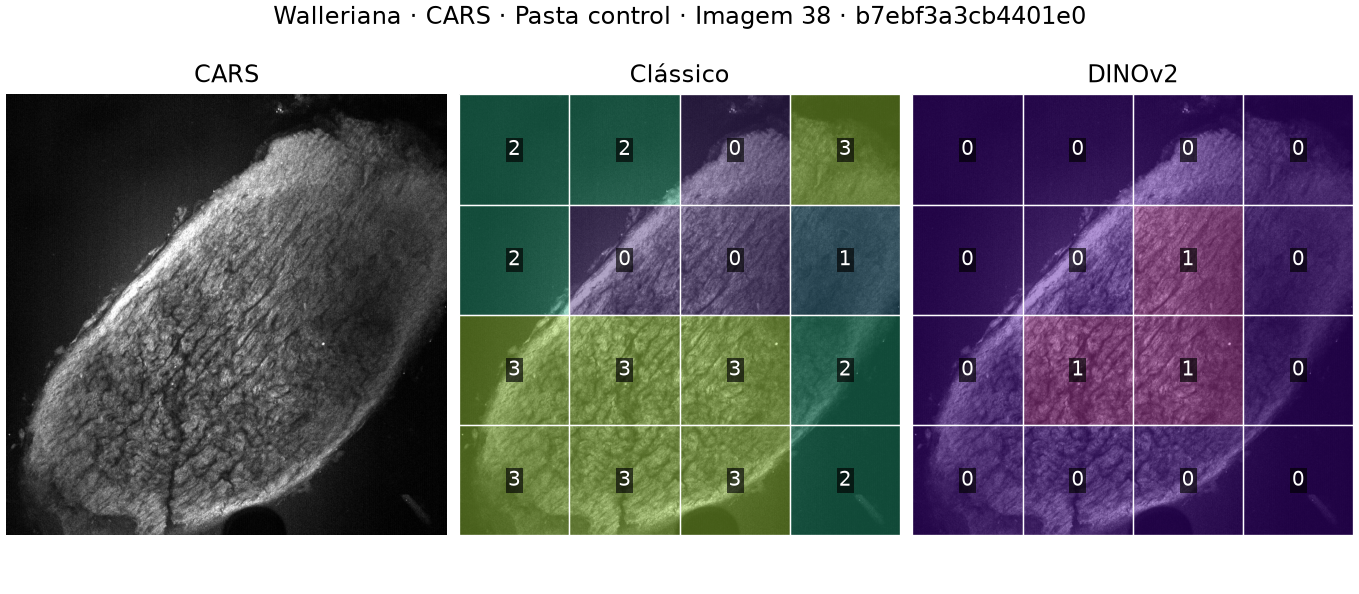 Walleriana · CARS · Pasta control · Imagem 38 · b7ebf3a3cb4401e0
CARS
Clássico
DINOv2
2 2 0 3
2 0 0 1
3 3 3 2
3 3 3 2
0 0 0 0
0 0 1 0
0 1 1 0
0 0 0 0